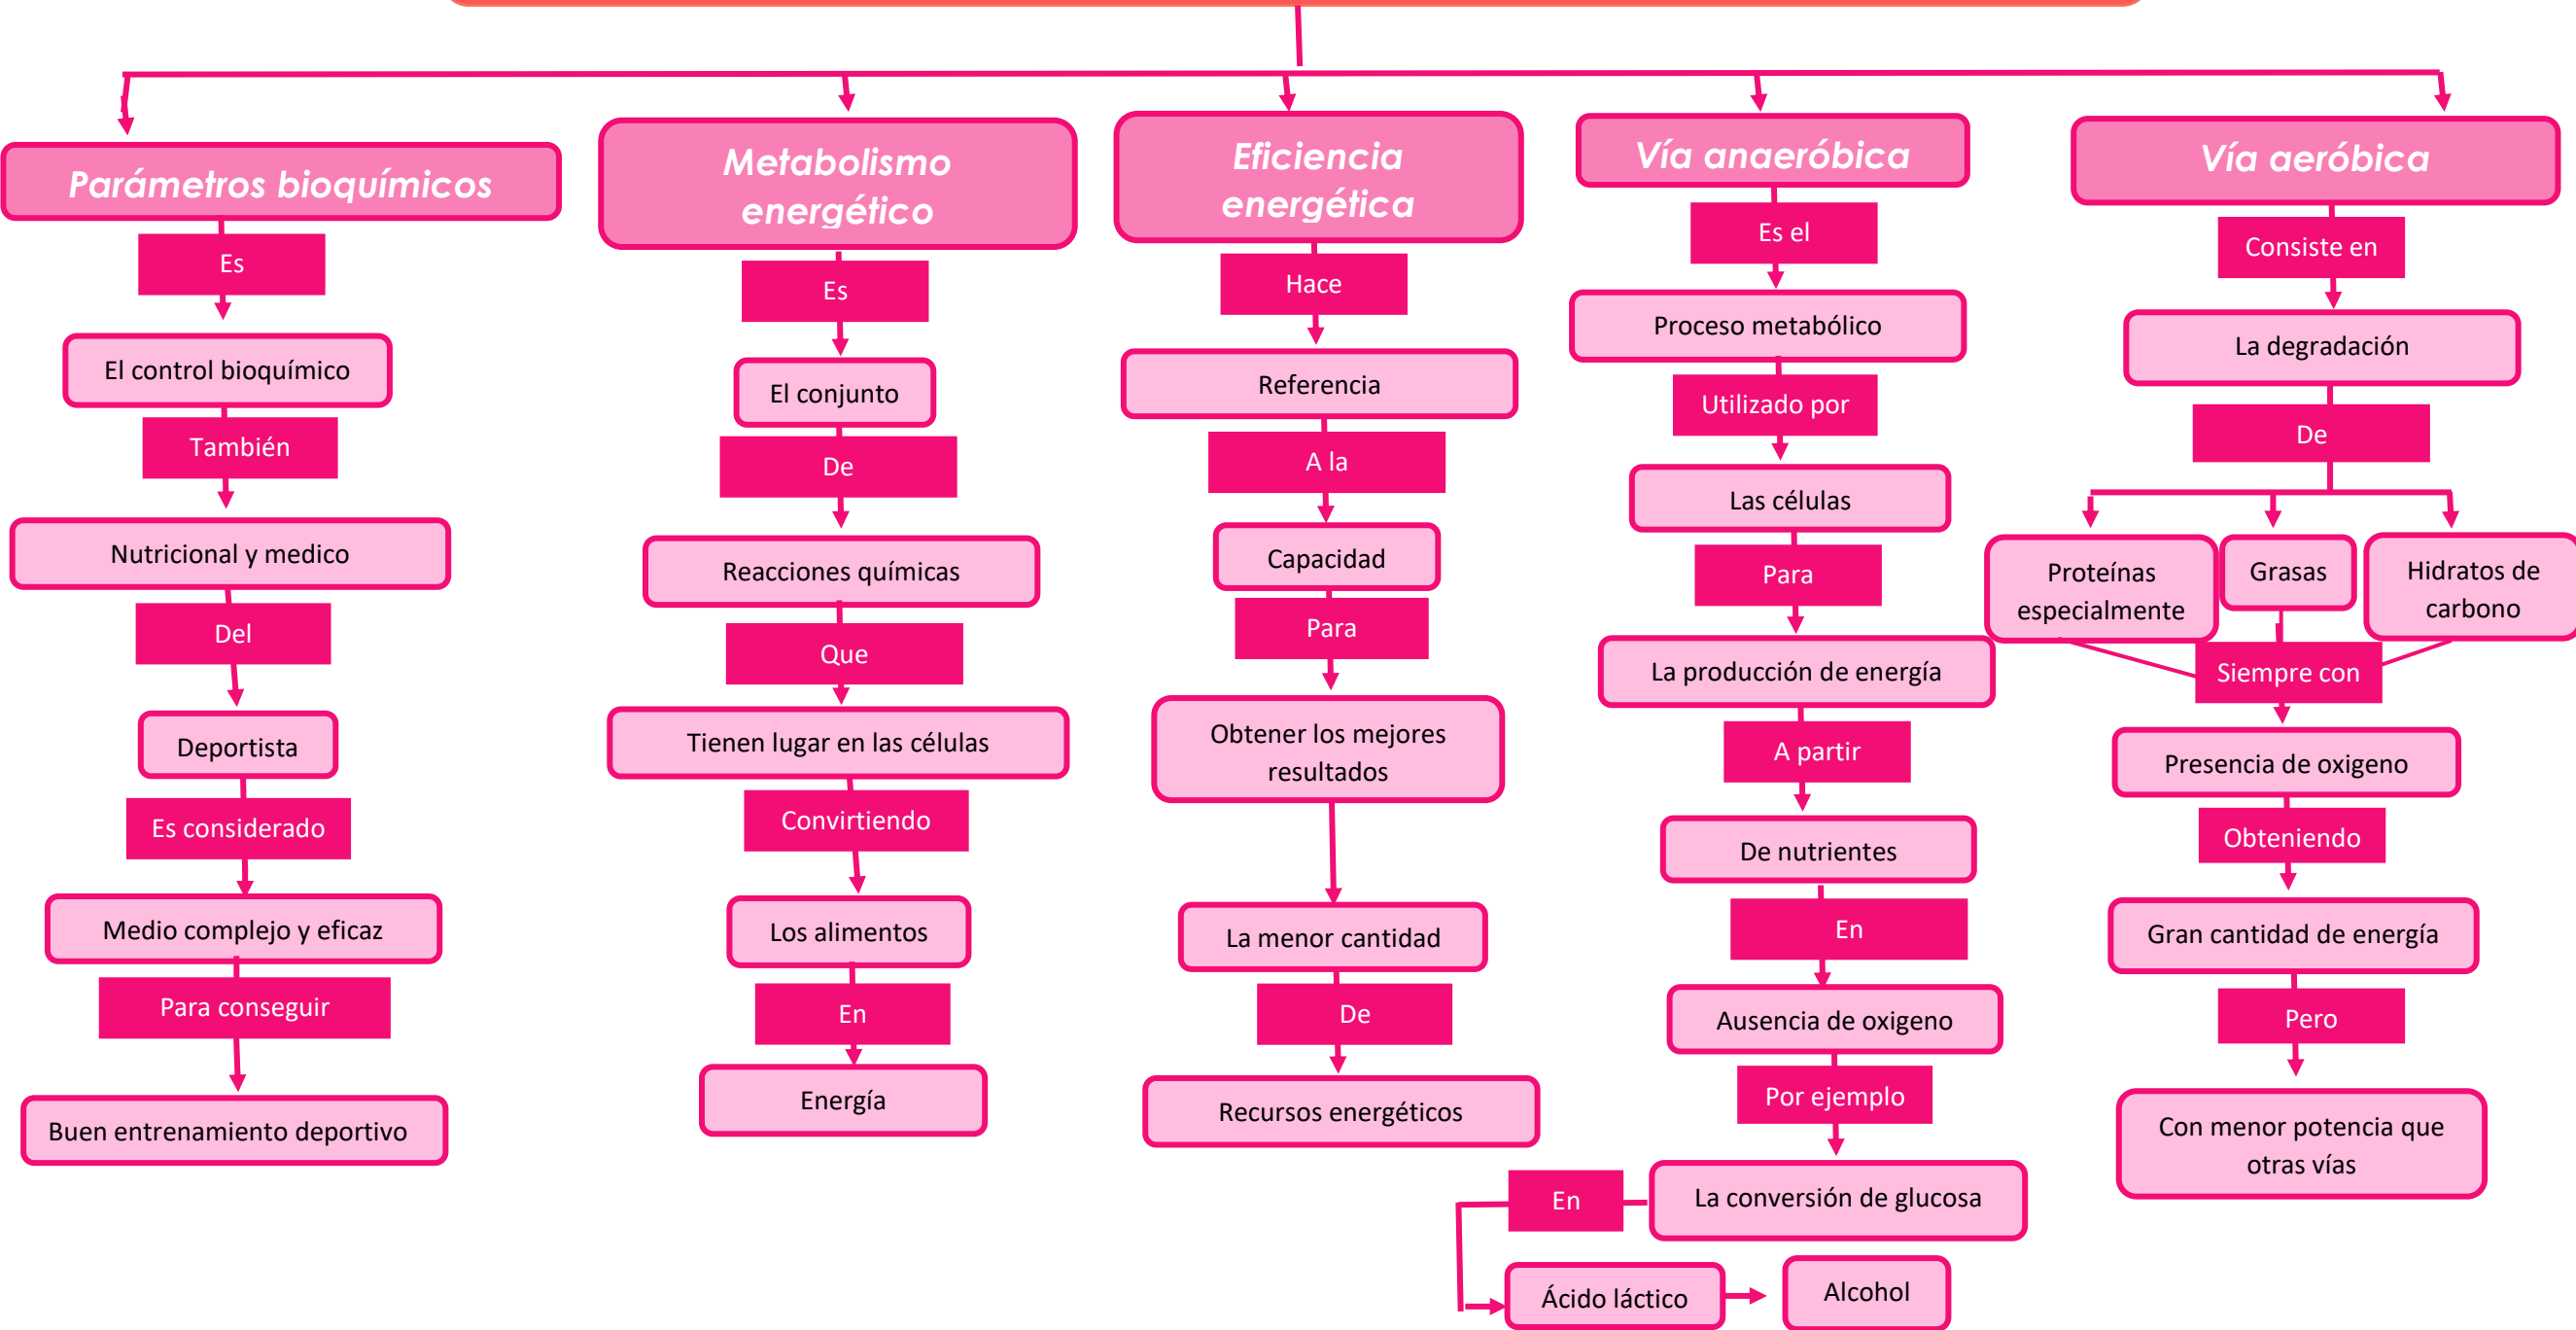 Parámetros bioquímicos
Es
El control bioquímico
También
Nutricional y medico
Del
Deportista
Es considerado
Medio complejo y eficaz
Para conseguir
Buen entrenamiento deportivo
Metabolismo
energético
Es
El conjunto
De
Reacciones químicas
Que
Tienen lugar en las células
Convirtiendo
Los alimentos
En
Energía
Eficiencia
energética
Hace
Referencia
A la
Capacidad
Para
Obtener los mejores
resultados
La menor cantidad
De
Recursos energéticos
Vía anaeróbica
Es el
Proceso metabólico
Utilizado por
Las células
Para
La producción de energía
A partir
De nutrientes
En
Ausencia de oxigeno
Por ejemplo
La conversión de glucosa
En
Ácido láctico
Alcohol
Vía aeróbica
Consiste en
La degradación
De
Proteínas
especialmente
Grasas
Hidratos de
carbono
Siempre con
Presencia de oxigeno
Obteniendo
Gran cantidad de energía
Pero
Con menor potencia que
otras vías